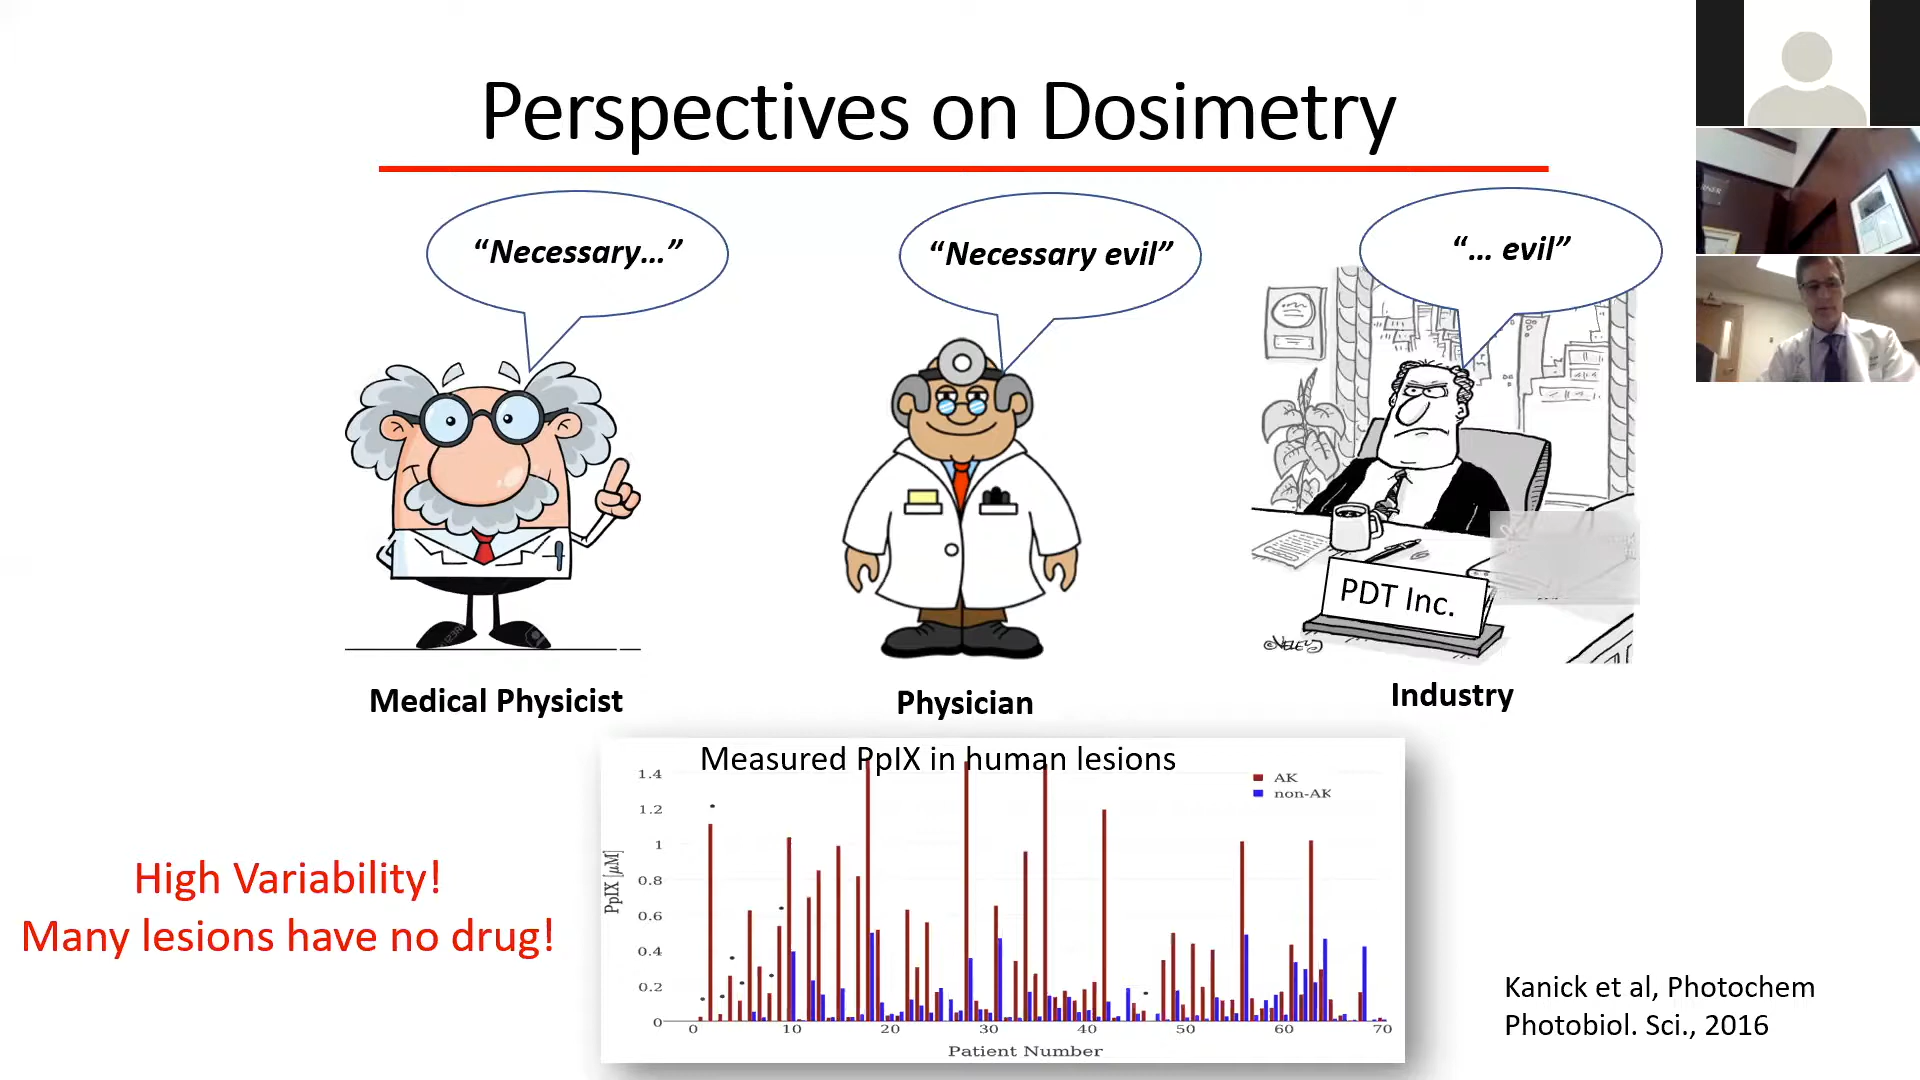 Perspectives on Dosimetry
“Necessary...”
“Necessary evil”
“... evil”
PDT Inc.
Medical Physicist
Physician
Industry
Measured PpIX in human lesions
AK
non-AK
PpIX [μM]
1.4
1.2
1
0.8
0.6
0.4
0.2
0
0 10 20 30 40 50 60 70
Patient Number
High Variability!
Many lesions have no drug!
Kanick et al, Photochem
Photobiol. Sci., 2016